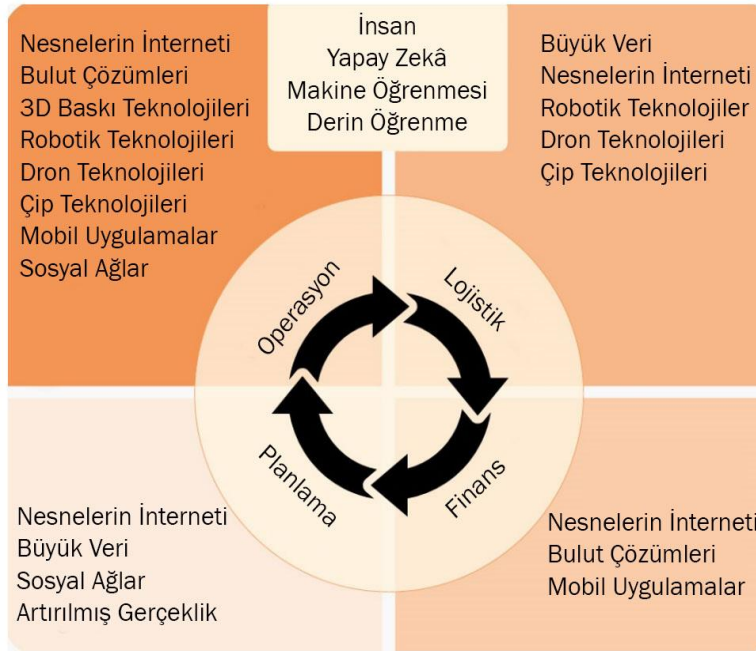 Nesnelerin İnterneti
Bulut Çözümleri
3D Baskı Teknolojileri
Robotik Teknolojileri
Dron Teknolojileri
Çip Teknolojileri
Mobil Uygulamalar
Sosyal Ağlar
İnsan
Yapay Zekâ
Makine Öğrenmesi
Derin Öğrenme
Büyük Veri
Nesnelerin İnterneti
Robotik Teknolojiler
Dron Teknolojileri
Çip Teknolojileri
Operasyon
Lojistik
Planlama
Finans
Nesnelerin İnterneti
Büyük Veri
Sosyal Ağlar
Artırılmış Gerçeklik
Nesnelerin İnterneti
Bulut Çözümleri
Mobil Uygulamalar